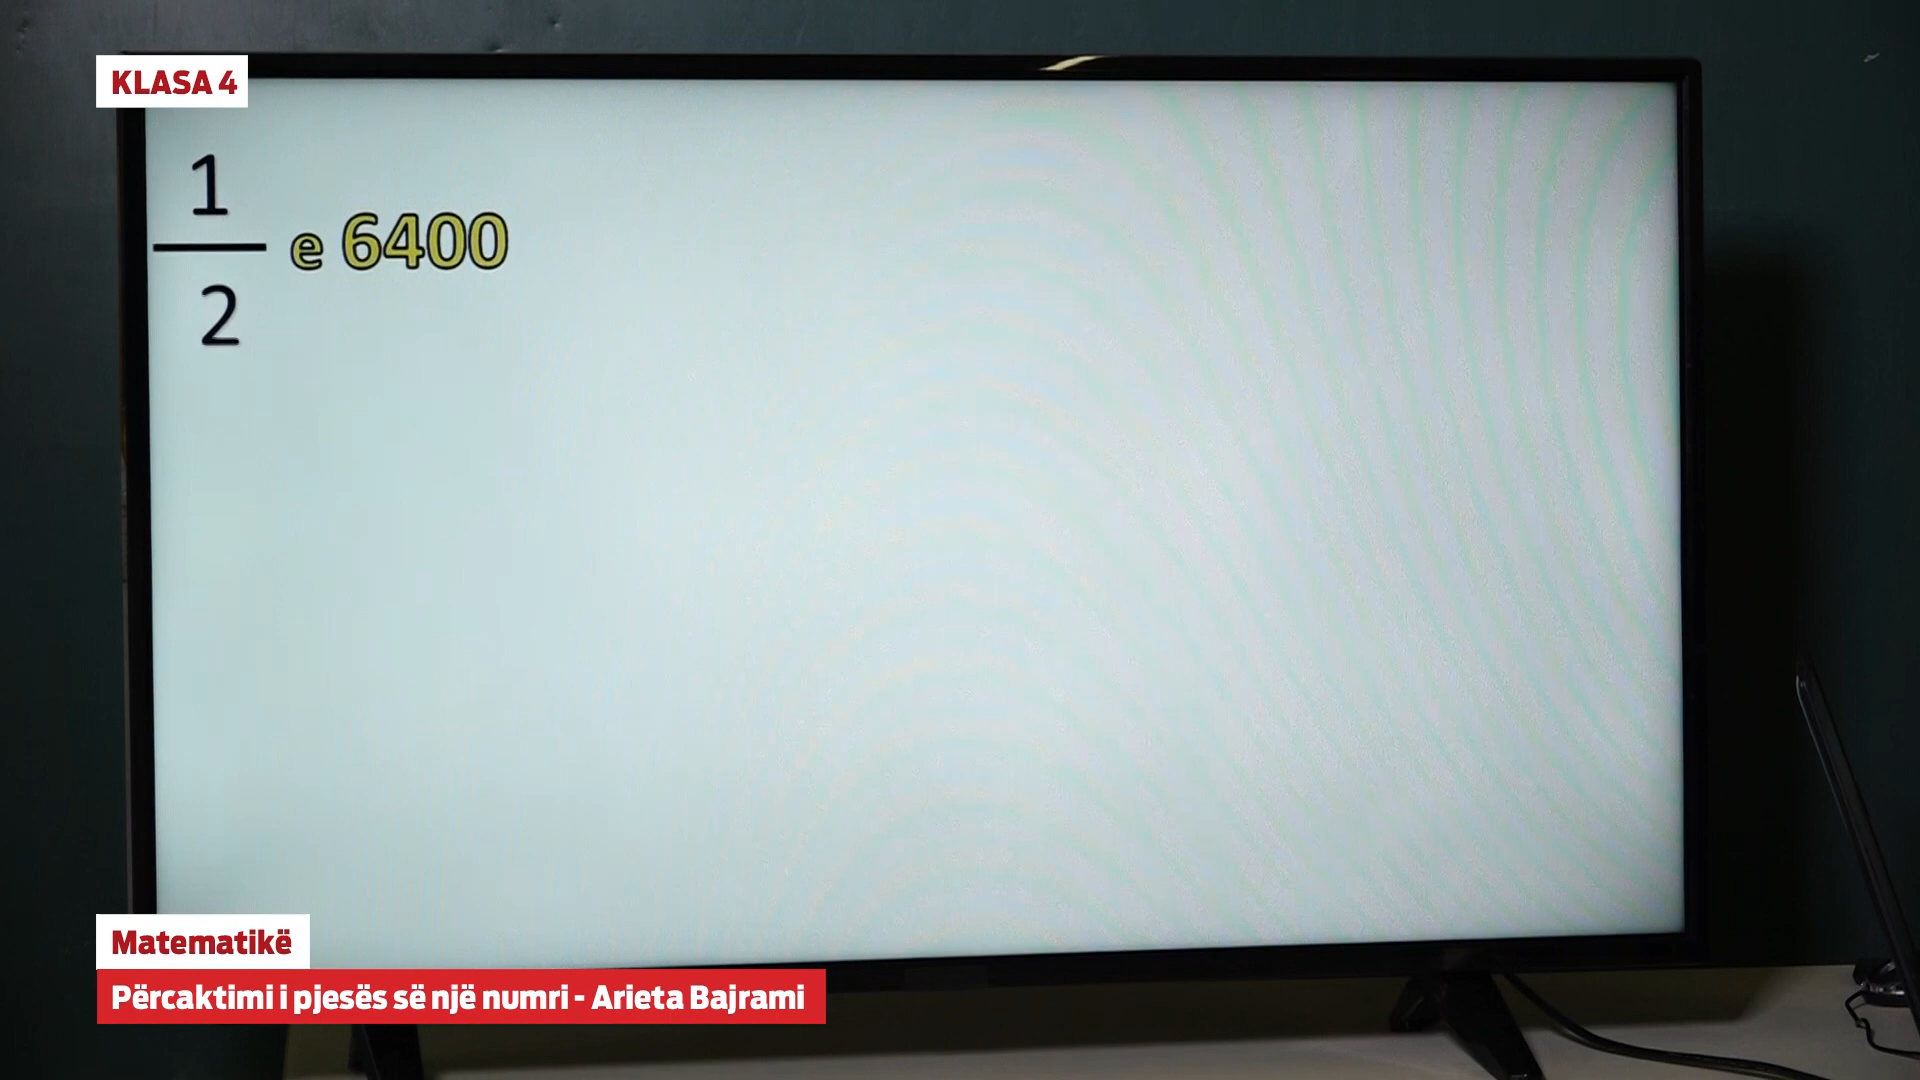 KLASA 4
1
e 6400
2
Matematikë
Përcaktimi i pjesës së një numri - Arieta Bajrami